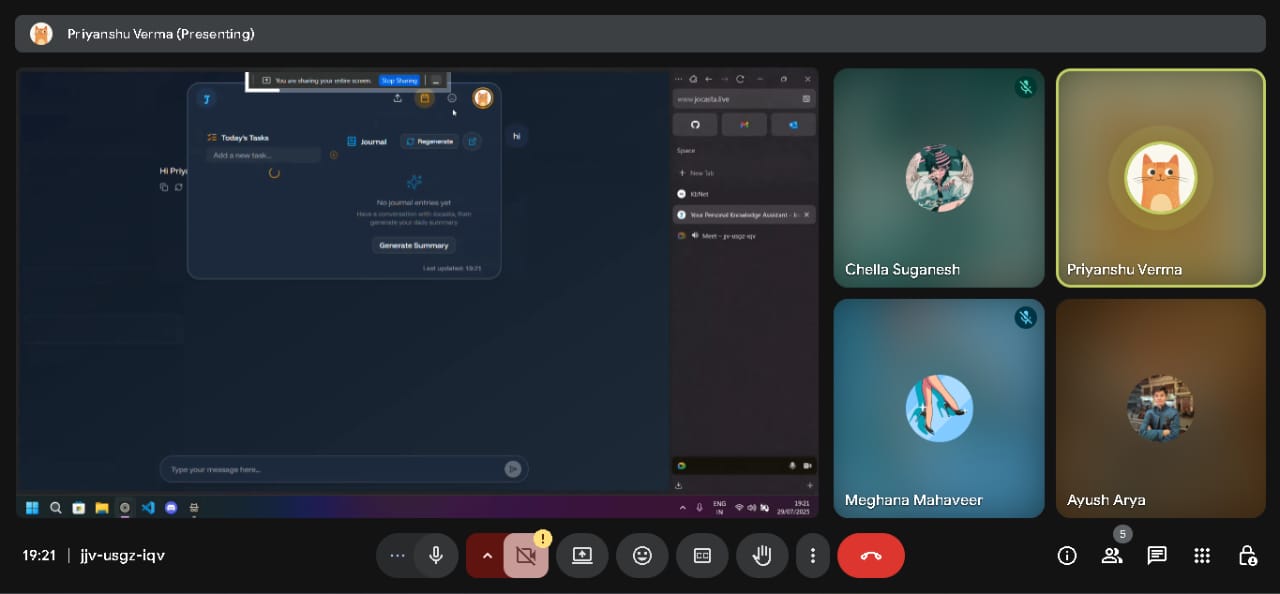 Priyanshu Verma (Presenting)
You are sharing your entire screen.
Stop Sharing
J
Today's Tasks
Add a new task...
Journal
Regenerate
No journal entries yet
Have a conversation with Jocasta, then
generate your daily summary
Generate Summary
Last updated: 19:21
hi
Hi Priy
Type your message here...
www.jocasta.live
Space
New Tab
Your Personal Knowledge Assistant - Jo
Meet – jjv-usgz-iqv
ENG
IN
19:21
29/07/2025
Chella Suganesh
Priyanshu Verma
Meghana Mahaveer
Ayush Arya
19:21 | jjv-usgz-iqv
!
CC
5